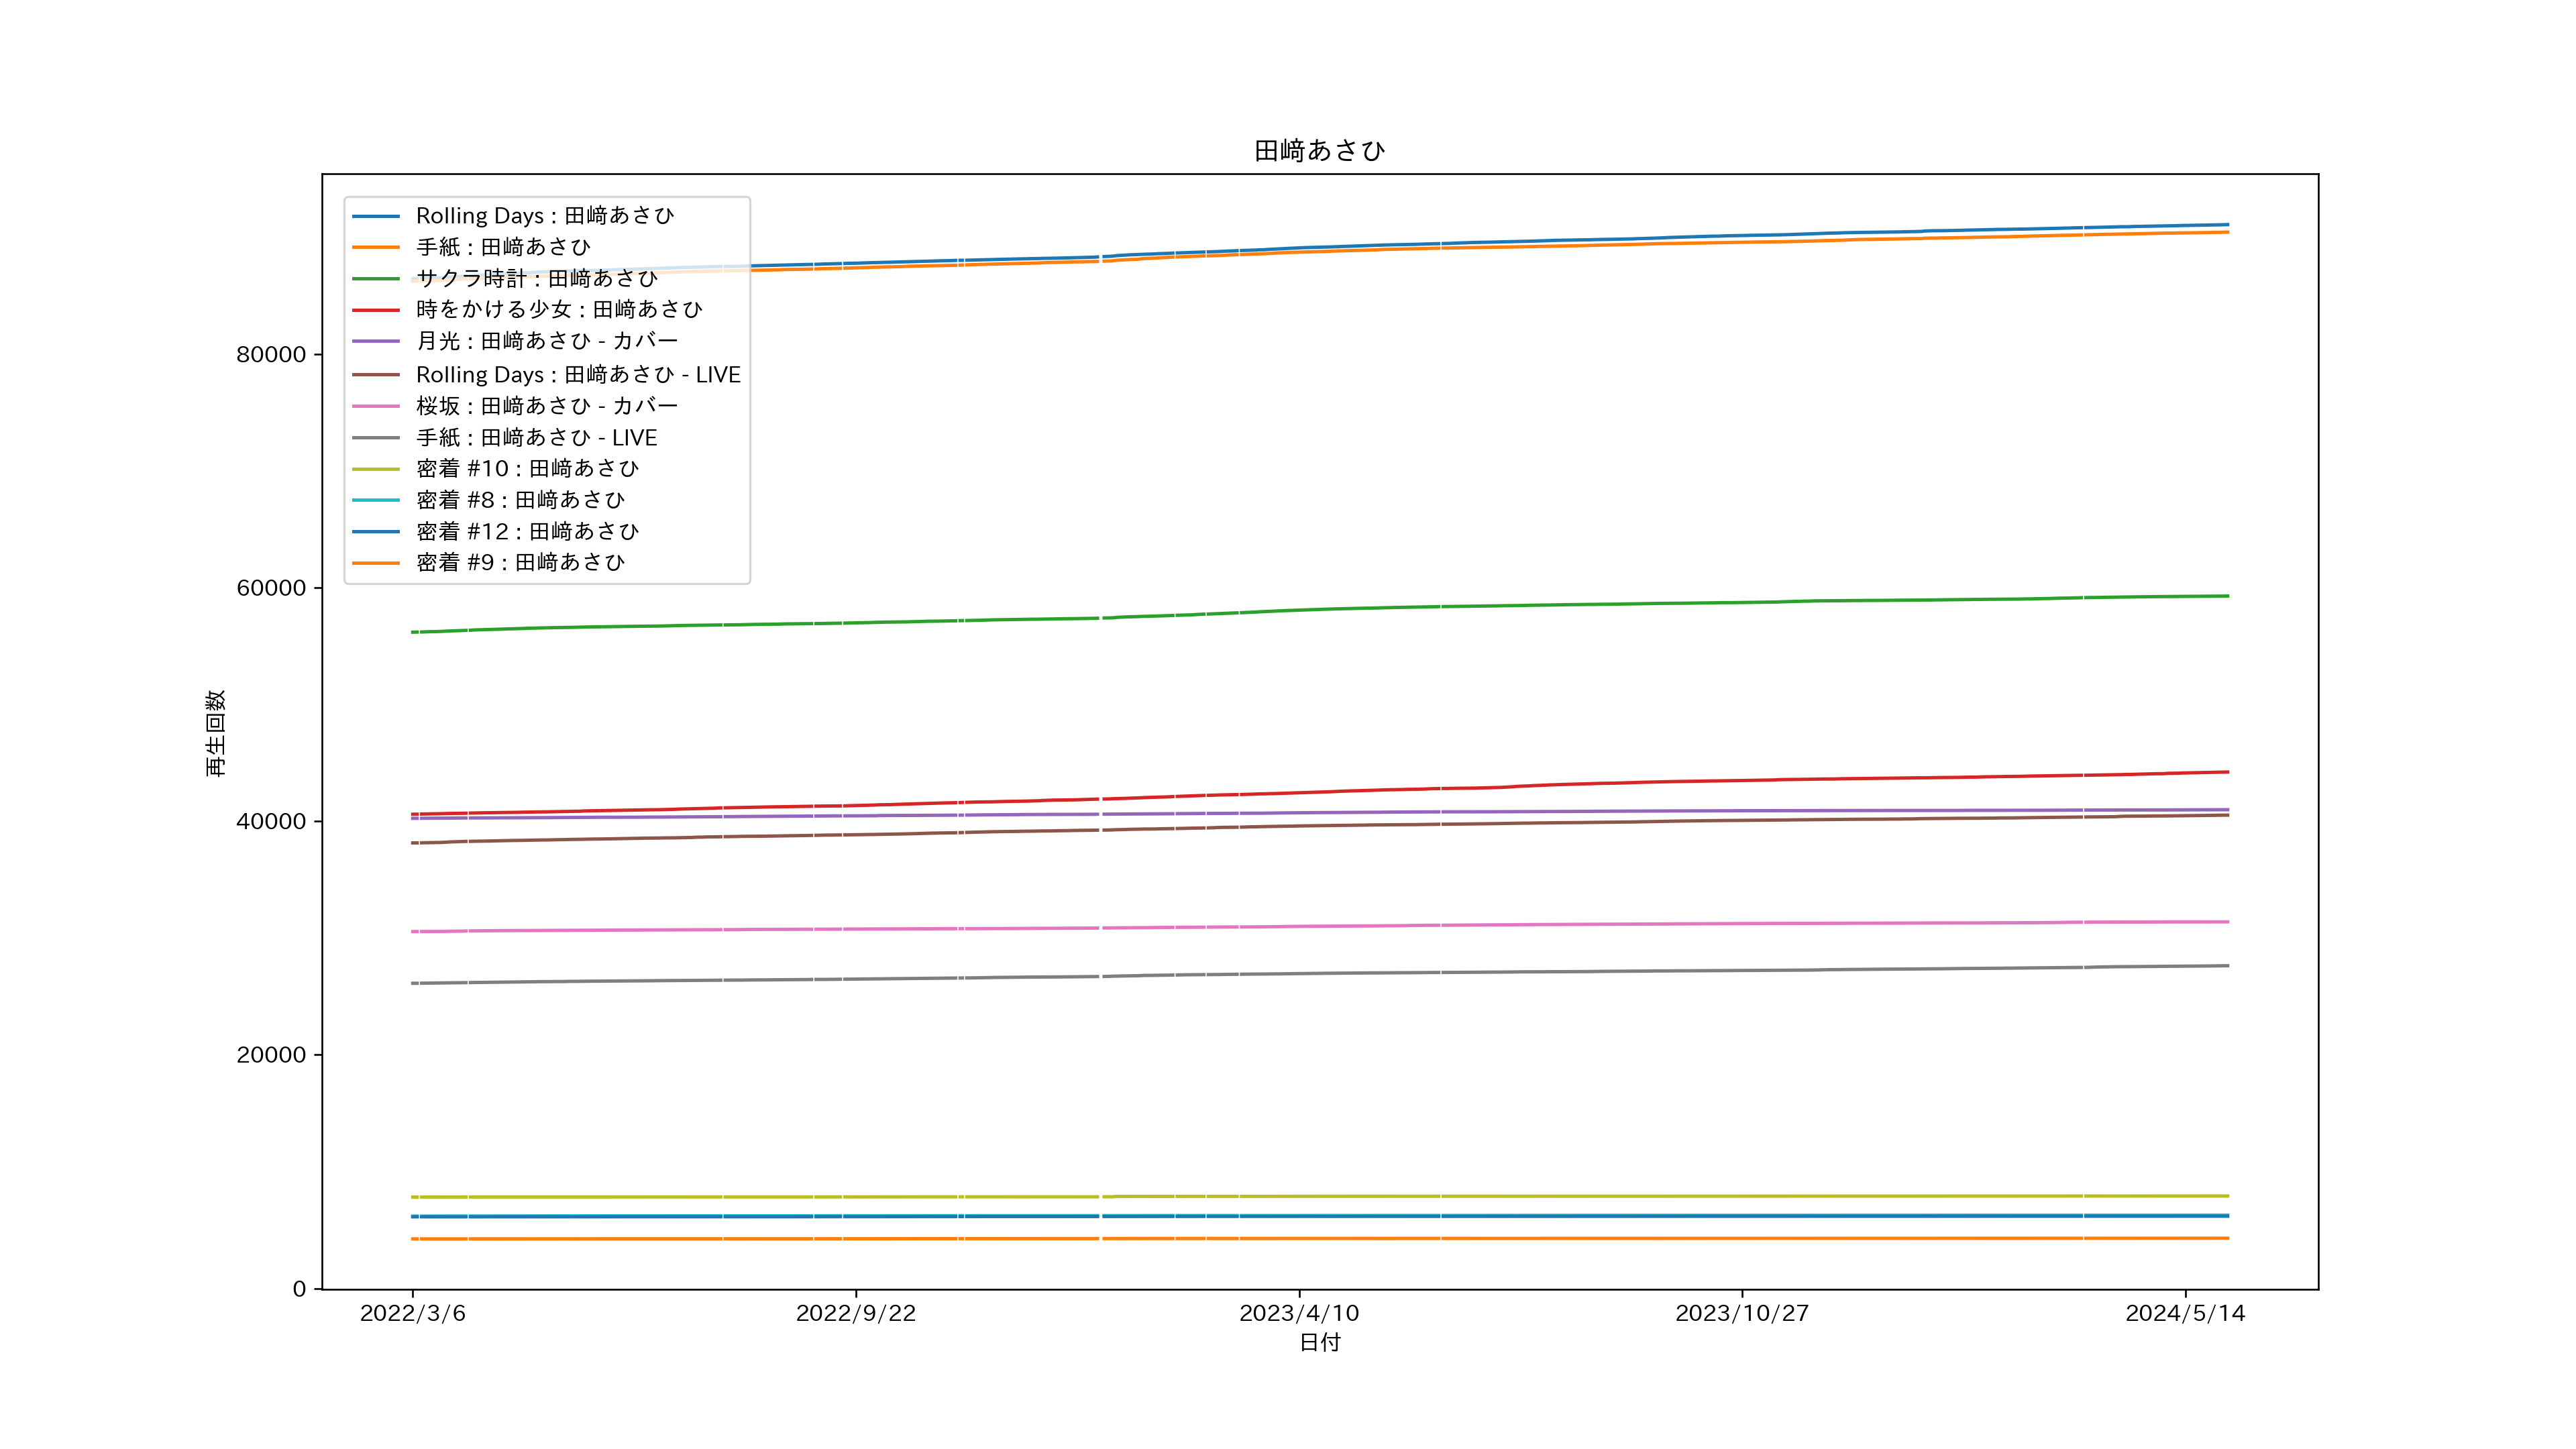 田﨑あさひ
Rolling Days : 田﨑あさひ
手紙 : 田﨑あさひ
サクラ時計 : 田﨑あさひ
時をかける少女 : 田﨑あさひ
月光 : 田﨑あさひ - カバー
Rolling Days : 田﨑あさひ - LIVE
桜坂 : 田﨑あさひ - カバー
手紙 : 田﨑あさひ - LIVE
密着 #10 : 田﨑あさひ
密着 #8 : 田﨑あさひ
密着 #12 : 田﨑あさひ
密着 #9 : 田﨑あさひ
再生回数
80000
60000
40000
20000
0
2022/3/6 2022/9/22 2023/4/10 2023/10/27 2024/5/14
日付